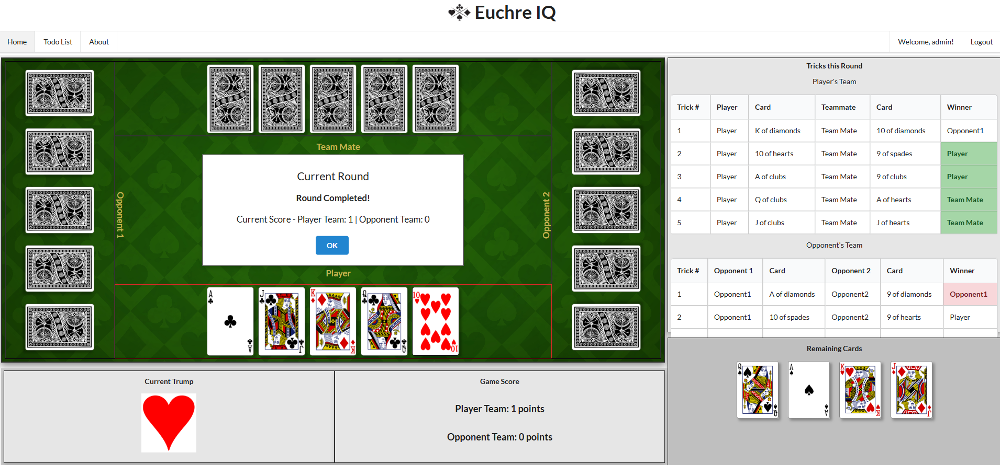 Euchre IQ
Home Todo List About Welcome, admin! Logout
Team Mate
Opponent 1
Opponent 2
Current Round
Round Completed!
Current Score - Player Team: 1 | Opponent Team: 0
OK
Player
A A
J J
K K
Q Q
10 10
Current Trump
Game Score
Player Team: 1 points
Opponent Team: 0 points
Tricks this Round
Player's Team
Trick # Player Card Teammate Card Winner
1 Player K of diamonds Team Mate 10 of diamonds Opponent1
2 Player 10 of hearts Team Mate 9 of spades Player
3 Player A of clubs Team Mate 9 of clubs Player
4 Player Q of clubs Team Mate A of hearts Team Mate
5 Player J of clubs Team Mate J of hearts Team Mate
Opponent's Team
Trick # Opponent 1 Card Opponent 2 Card Winner
1 Opponent1 A of diamonds Opponent2 9 of diamonds Opponent1
2 Opponent1 10 of spades Opponent2 9 of hearts Player
Remaining Cards
Q Q
A A
K K
J J